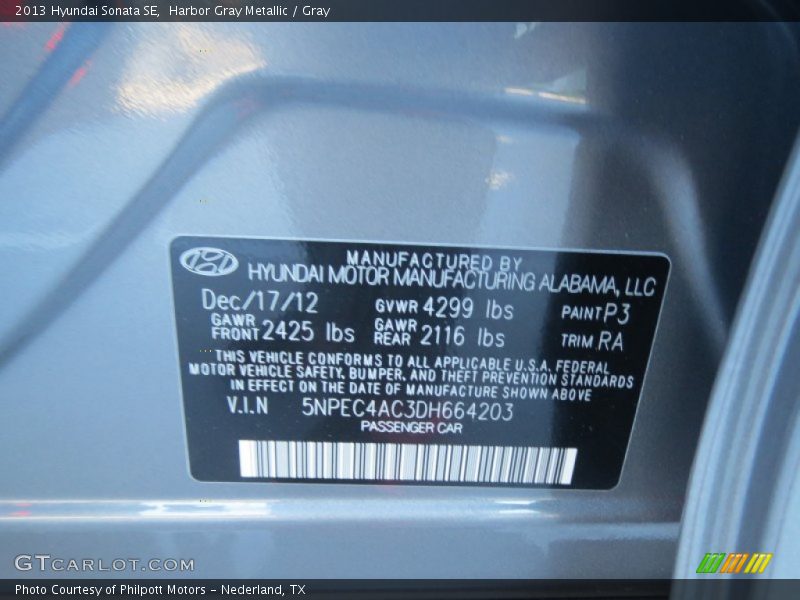 2013 Hyundai Sonata SE,  Harbor Gray Metallic / Gray
MANUFACTURED BY
HYUNDAI MOTOR MANUFACTURING ALABAMA, LLC
Dec/17/12 GVWR 4299 lbs PAINT P3
GAWR FRONT 2425 lbs GAWR REAR 2116 lbs TRIM RA
THIS VEHICLE CONFORMS TO ALL APPLICABLE U.S.A. FEDERAL
MOTOR VEHICLE SAFETY, BUMPER, AND THEFT PREVENTION STANDARDS
IN EFFECT ON THE DATE OF MANUFACTURE SHOWN ABOVE
V.I.N 5NPEC4AC3DH664203
PASSENGER CAR
GTCARLOT.COM
Photo Courtesy of Philpott Motors - Nederland, TX